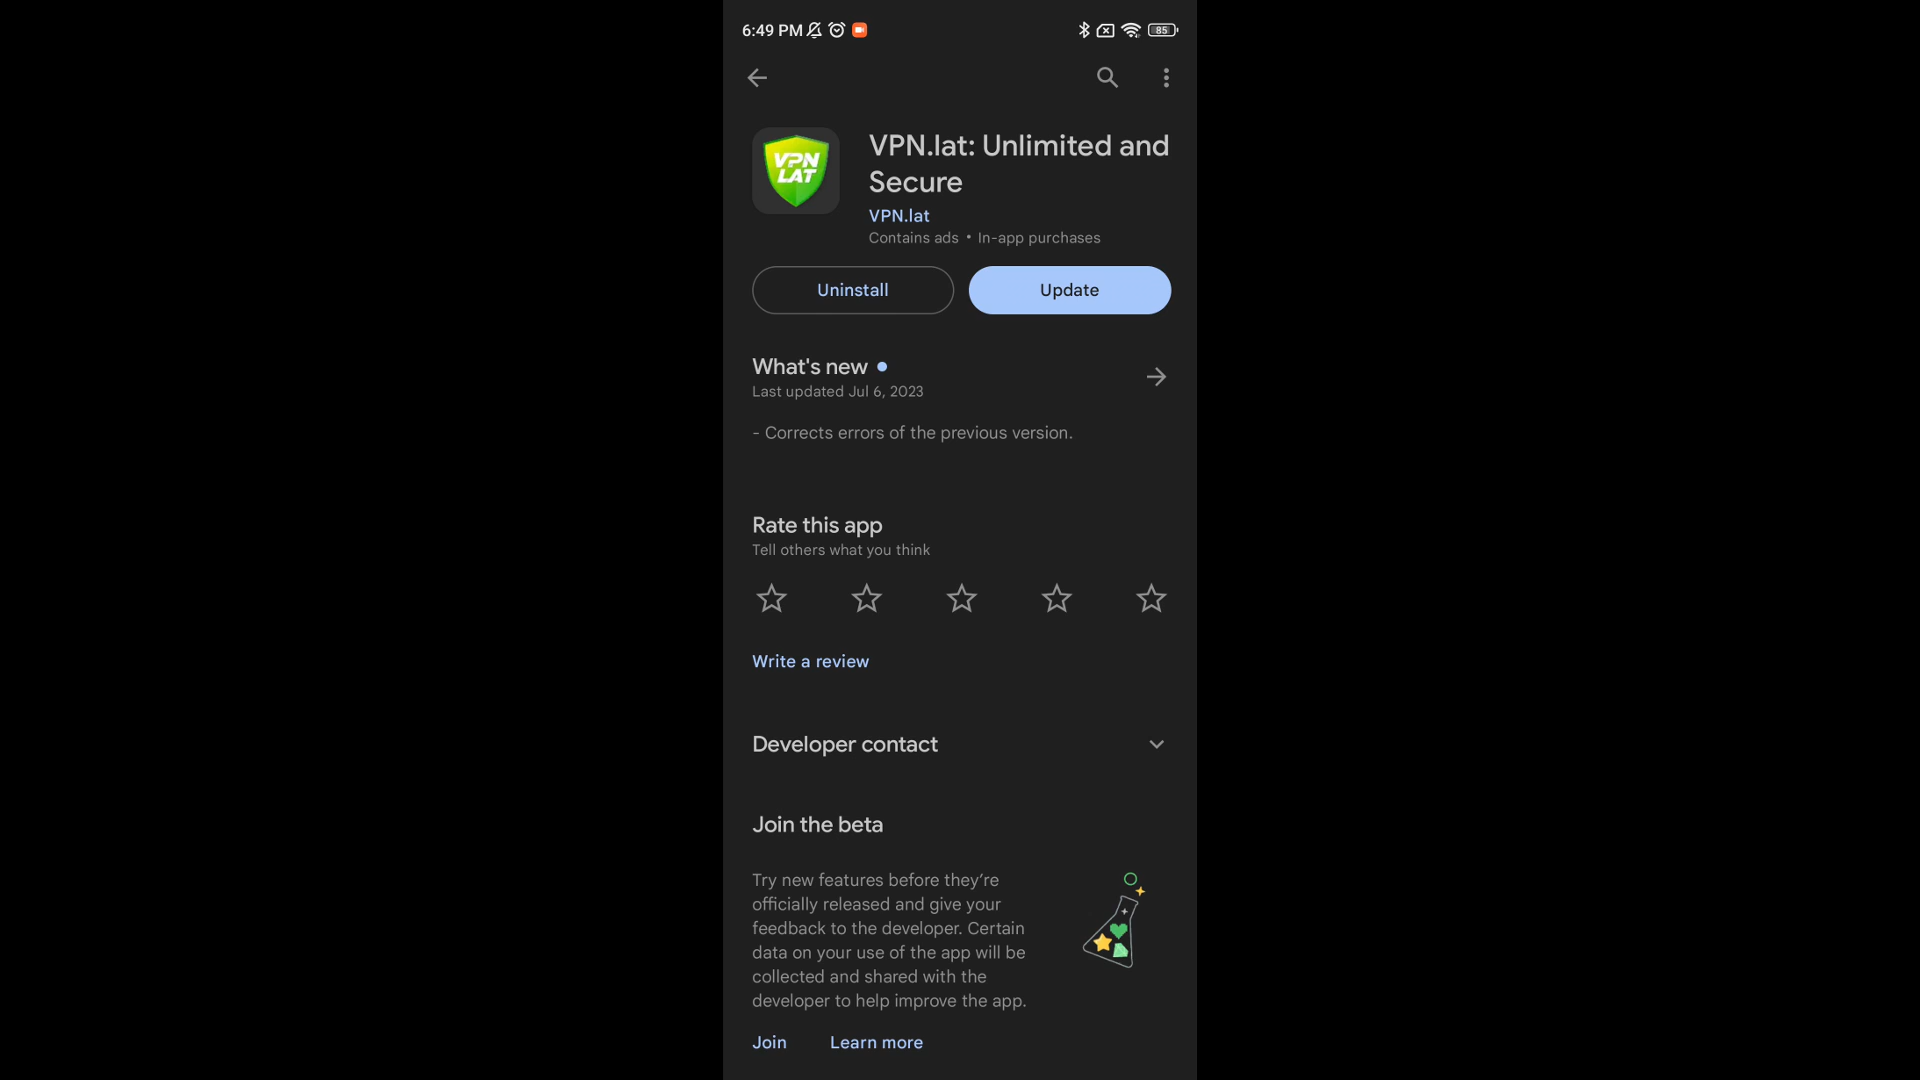 6:49 PM
85
VPN LAT
VPN.lat: Unlimited and
Secure
VPN.lat
Contains ads • In-app purchases
Uninstall
Update
What's new
Last updated Jul 6, 2023
- Corrects errors of the previous version.
Rate this app
Tell others what you think
Write a review
Developer contact
Join the beta
Try new features before they’re
officially released and give your
feedback to the developer. Certain
data on your use of the app will be
collected and shared with the
developer to help improve the app.
Join
Learn more